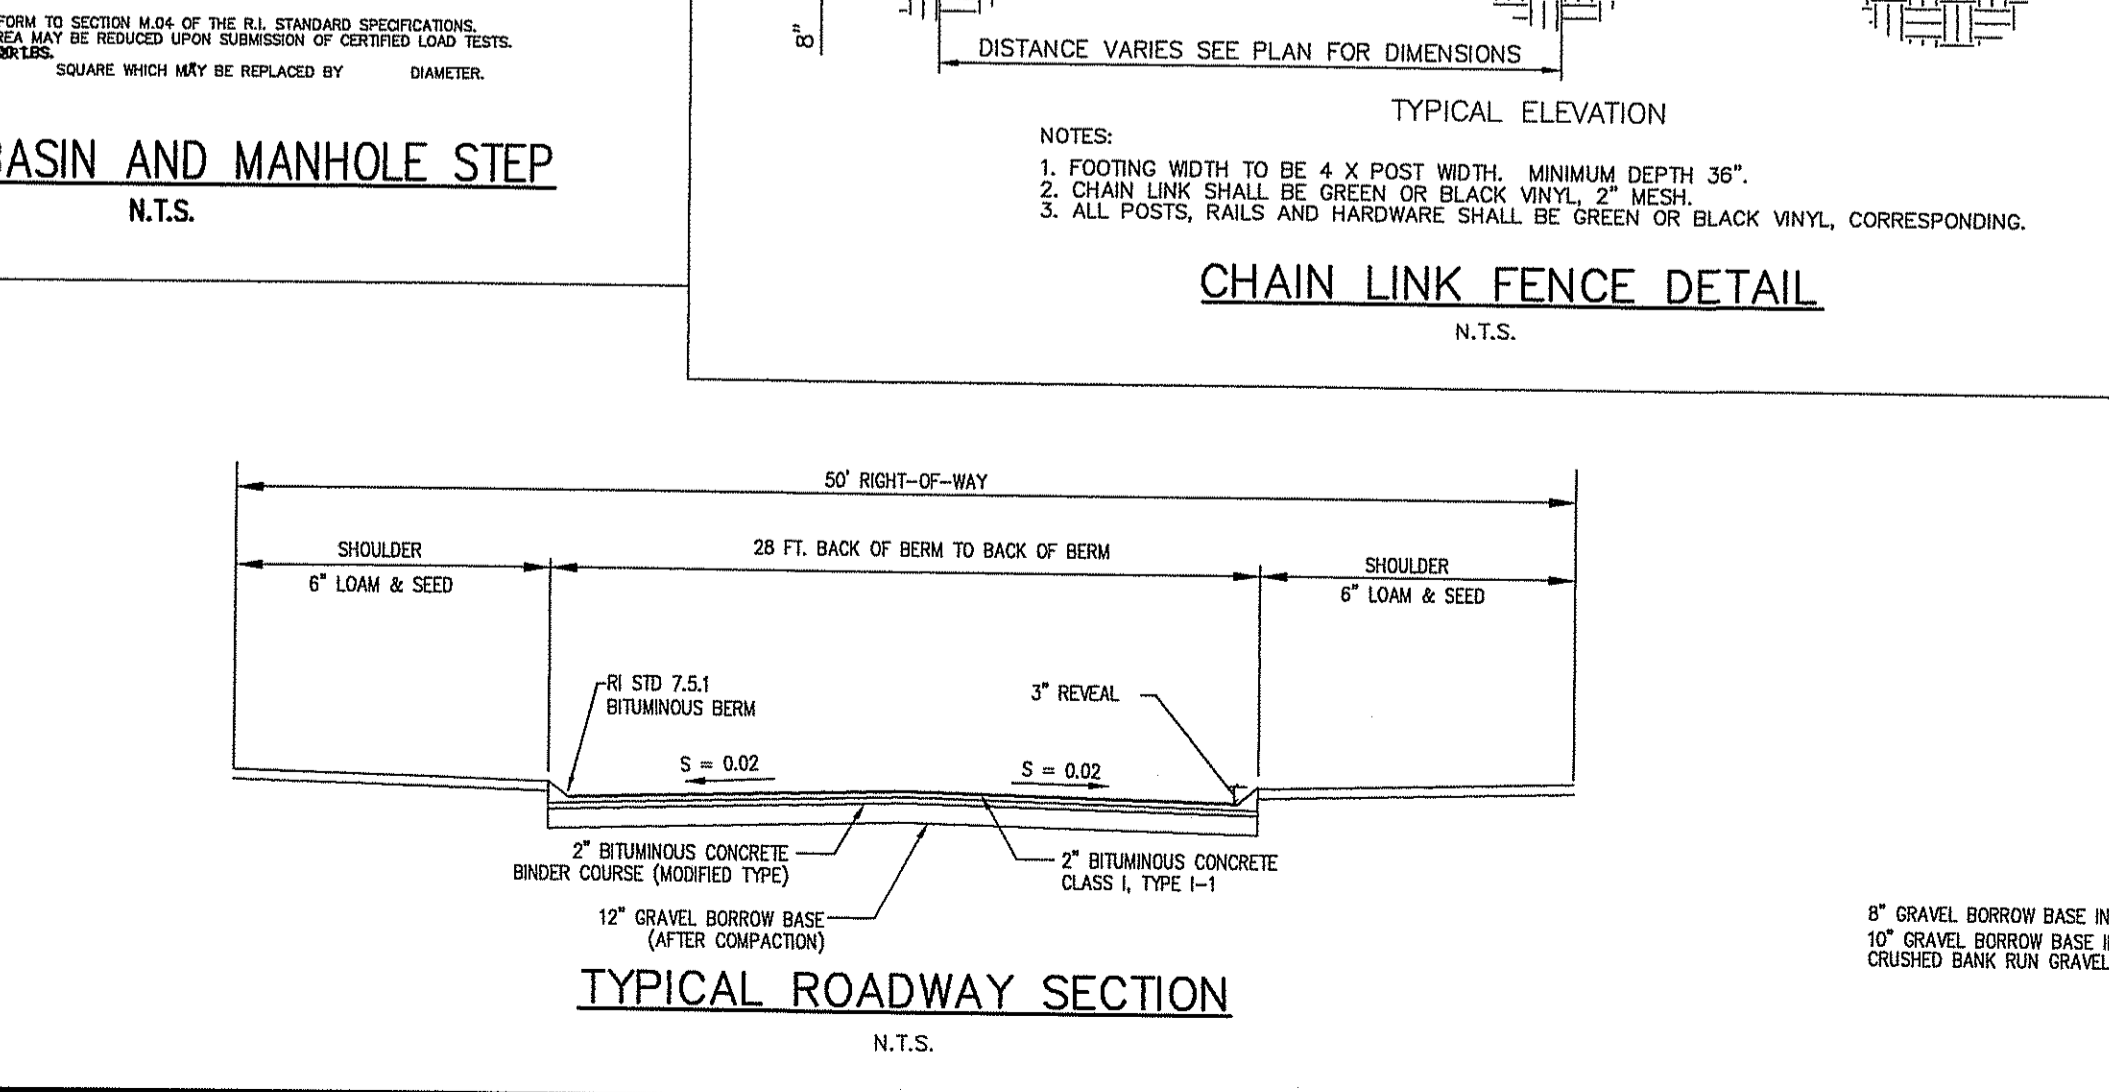 FORM TO SECTION M.04 OF THE R.I. STANDARD SPECIFICATIONS.
REA MAY BE REDUCED UPON SUBMISSION OF CERTIFIED LOAD TESTS.
LBS.
SQUARE WHICH MAY BE REPLACED BY DIAMETER.
BASIN AND MANHOLE STEP
N.T.S.
8"
DISTANCE VARIES SEE PLAN FOR DIMENSIONS
TYPICAL ELEVATION
NOTES:
1. FOOTING WIDTH TO BE 4 X POST WIDTH. MINIMUM DEPTH 36".
2. CHAIN LINK SHALL BE GREEN OR BLACK VINYL, 2" MESH.
3. ALL POSTS, RAILS AND HARDWARE SHALL BE GREEN OR BLACK VINYL, CORRESPONDING.
CHAIN LINK FENCE DETAIL
N.T.S.
50' RIGHT-OF-WAY
SHOULDER
6" LOAM & SEED
28 FT. BACK OF BERM TO BACK OF BERM
SHOULDER
6" LOAM & SEED
RI STD 7.5.1
BITUMINOUS BERM
3" REVEAL
S = 0.02
S = 0.02
2" BITUMINOUS CONCRETE
BINDER COURSE (MODIFIED TYPE)
2" BITUMINOUS CONCRETE
CLASS I, TYPE I-1
12" GRAVEL BORROW BASE
(AFTER COMPACTION)
TYPICAL ROADWAY SECTION
N.T.S.
8" GRAVEL BORROW BASE IN
10" GRAVEL BORROW BASE I
CRUSHED BANK RUN GRAVEL